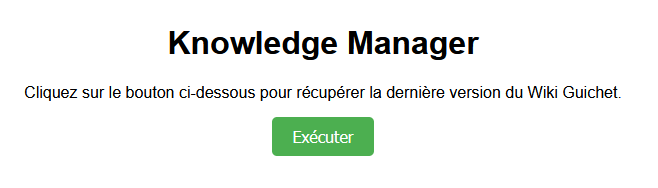 Knowledge Manager
Cliquez sur le bouton ci-dessous pour récupérer la dernière version du Wiki Guichet.
Exécuter